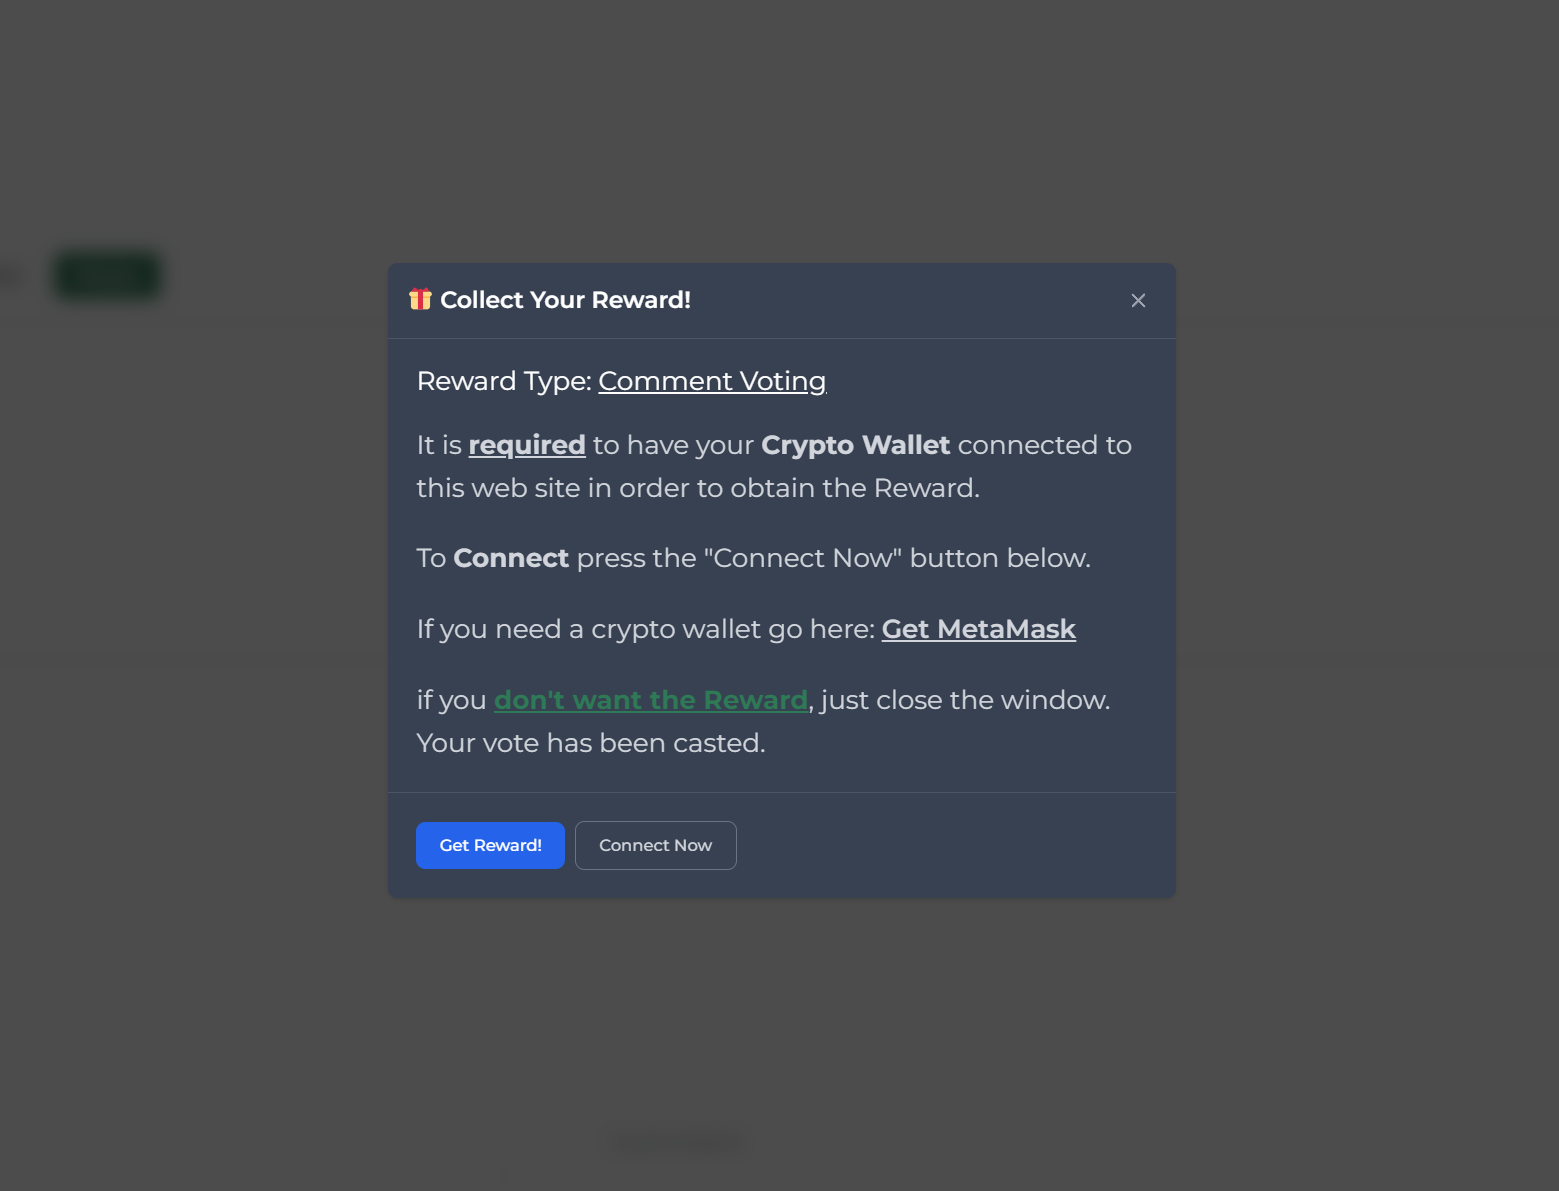 Collect Your Reward!
Reward Type: Comment Voting
It is required to have your Crypto Wallet connected to
this web site in order to obtain the Reward.
To Connect press the "Connect Now" button below.
If you need a crypto wallet go here: Get MetaMask
if you don't want the Reward, just close the window.
Your vote has been casted.
Get Reward!
Connect Now